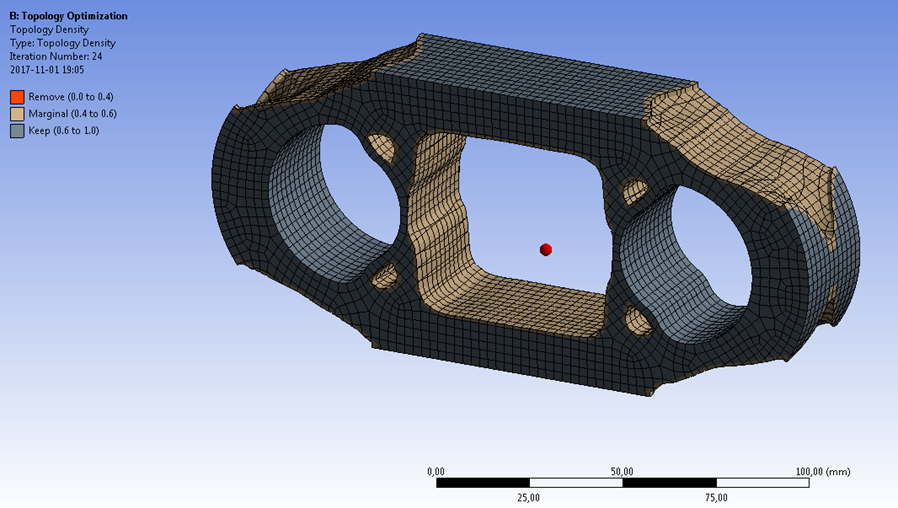 B: Topology Optimization
Topology Density
Type: Topology Density
Iteration Number: 24
2017-11-01 19:05
Remove (0.0 to 0.4)
Marginal (0.4 to 0.6)
Keep (0.6 to 1.0)
0,00 50,00 100,00 (mm)
25,00 75,00